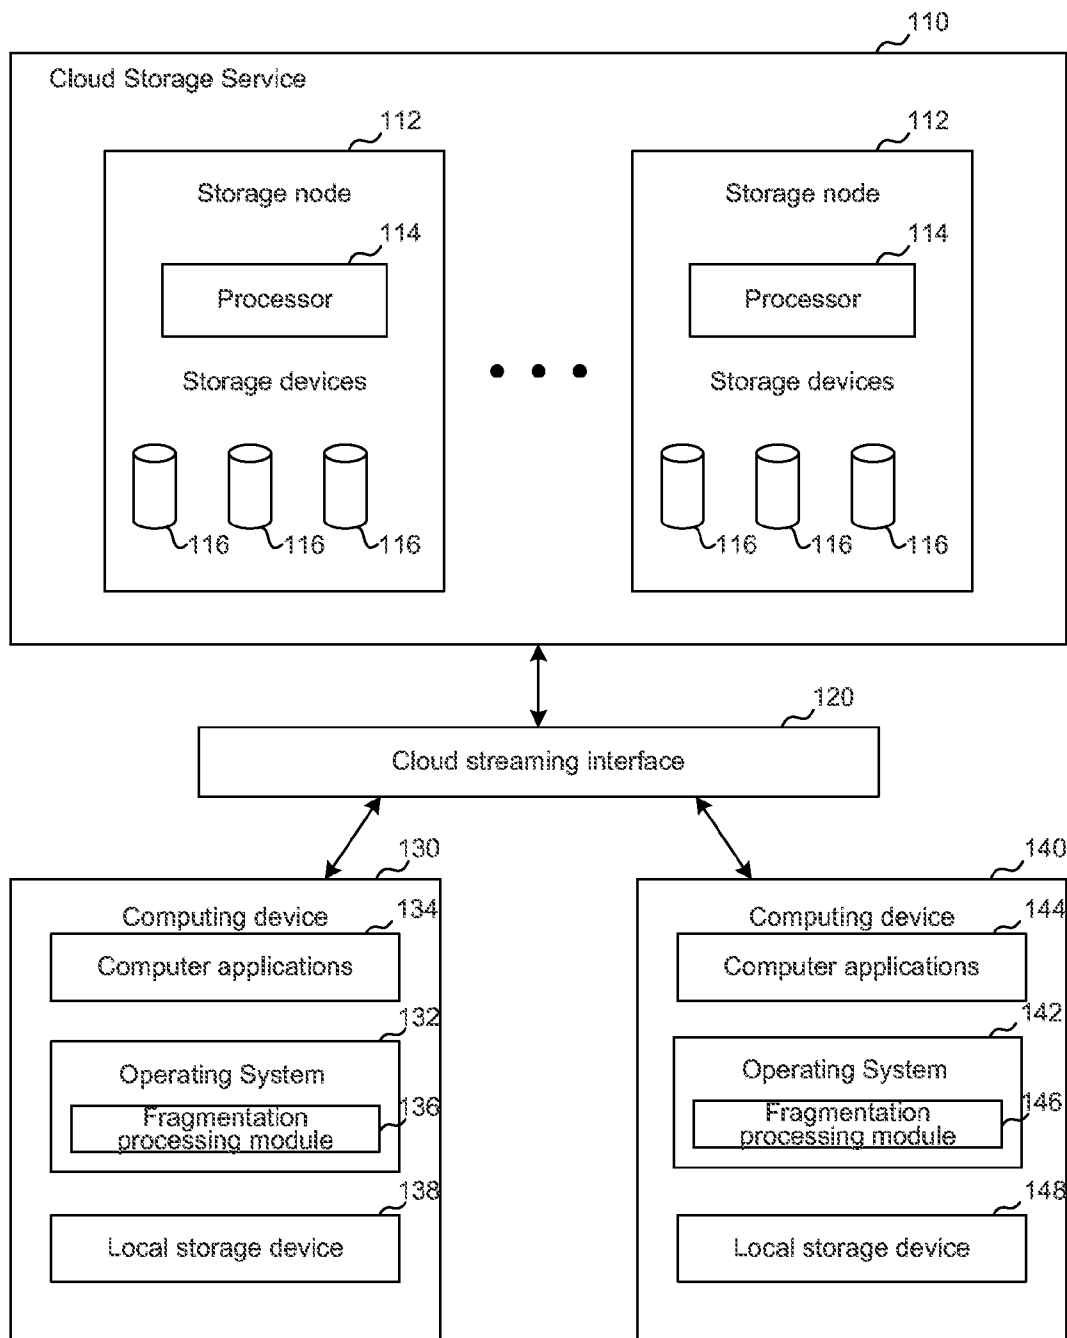 110
Cloud Storage Service
112
112
Storage node
Storage node
114
114
Processor
Processor
Storage devices
Storage devices
116
116
116
116
116
116
120
Cloud streaming interface
130
140
Computing device
134
Computing device
144
Computer applications
Computer applications
132
142
Operating System
Operating System
Fragmentation
processing module
136
Fragmentation
processing module
146
138
148
Local storage device
Local storage device